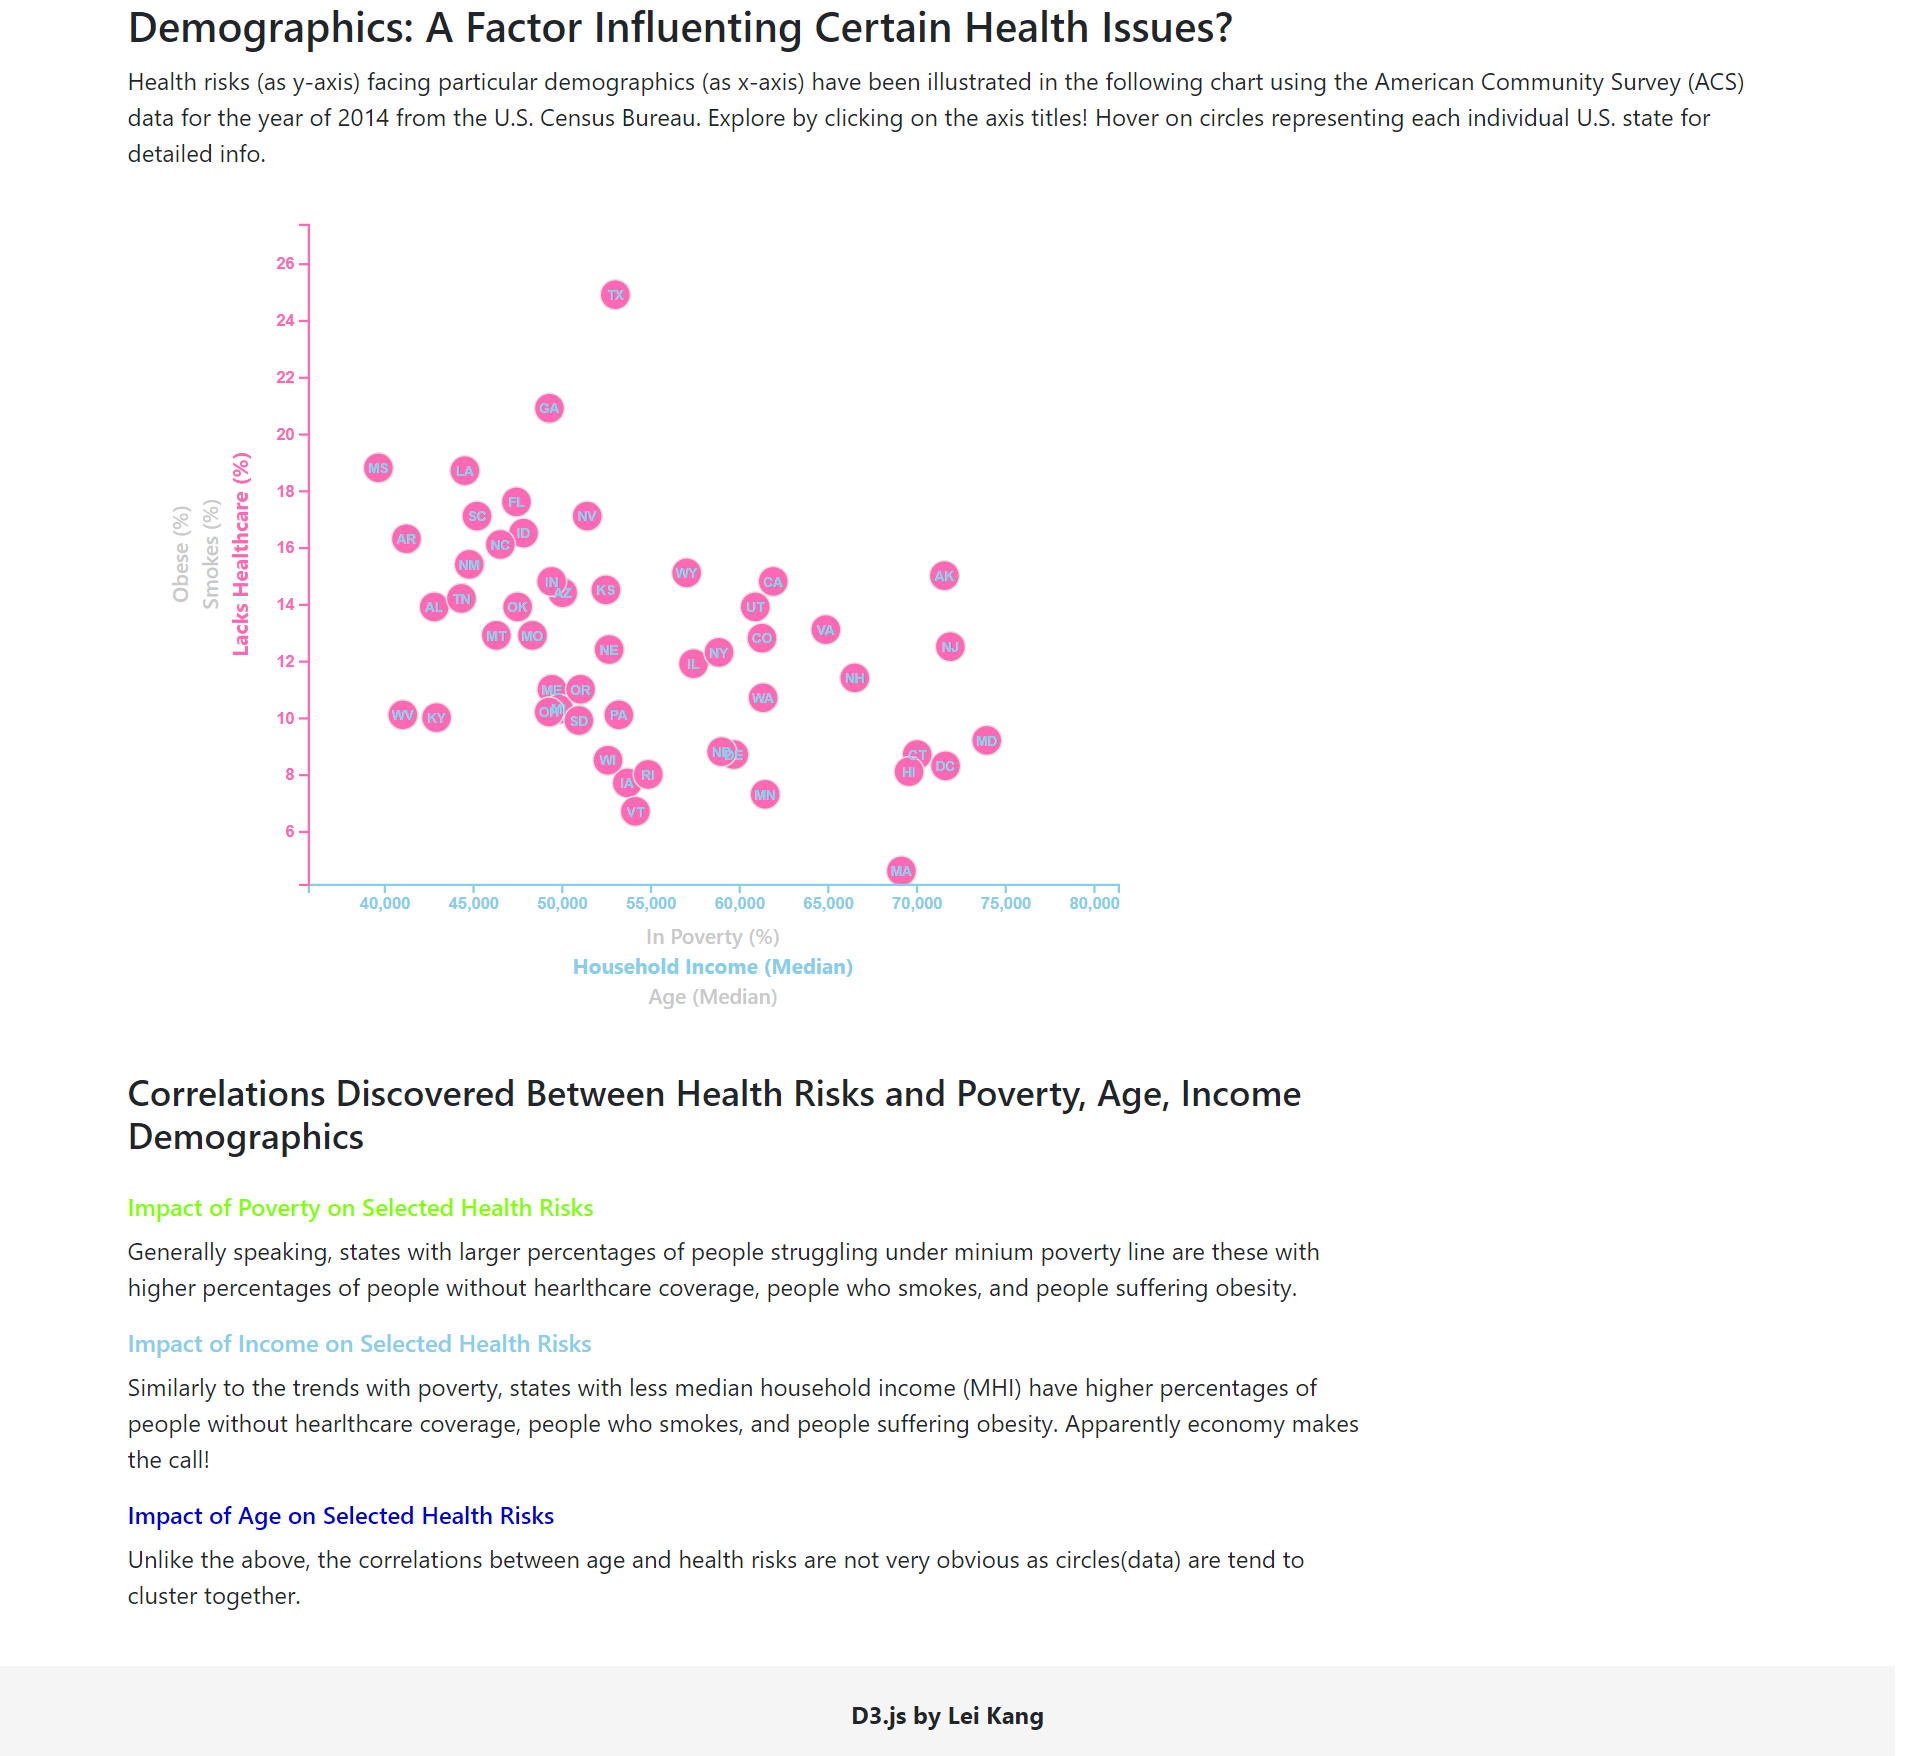 Demographics: A Factor Influencing Certain Health Issues?
Health risks (as y-axis) facing particular demographics (as x-axis) have been illustrated in the following chart using the American Community Survey (ACS)
data for the year of 2014 from the U.S. Census Bureau. Explore by clicking on the axis titles! Hover on circles representing each individual U.S. state for
detailed info.
26
24
22
20
18
16
14
12
10
8
6
Obese (%)
Smokes (%)
Lacks Healthcare (%)
TX
GA
MS
LA
FL
SC
NV
ID
AR
NC
NM
WY
AK
IN
CA
KS
AZ
TN
AL
OK
UT
VA
MT
MO
CO
NJ
NE
NY
IL
NH
ME
OR
WA
MI
OH
WV
PA
KY
SD
MD
ND
DE
CT
WI
DC
HI
RI
IA
MN
VT
MA
40,000
45,000
50,000
55,000
60,000
65,000
70,000
75,000
80,000
In Poverty (%)
Household Income (Median)
Age (Median)
Correlations Discovered Between Health Risks and Poverty, Age, Income
Demographics
Impact of Poverty on Selected Health Risks
Generally speaking, states with larger percentages of people struggling under minium poverty line are these with
higher percentages of people without hearlthcare coverage, people who smokes, and people suffering obesity.
Impact of Income on Selected Health Risks
Similarly to the trends with poverty, states with less median household income (MHI) have higher percentages of
people without hearlthcare coverage, people who smokes, and people suffering obesity. Apparently economy makes
the call!
Impact of Age on Selected Health Risks
Unlike the above, the correlations between age and health risks are not very obvious as circles(data) are tend to
cluster together.
D3.js by Lei Kang